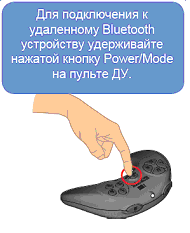 Для подключения к
удаленному Bluetooth
устройству удерживайте
нажатой кнопку Power/Mode
на пульте ДУ.